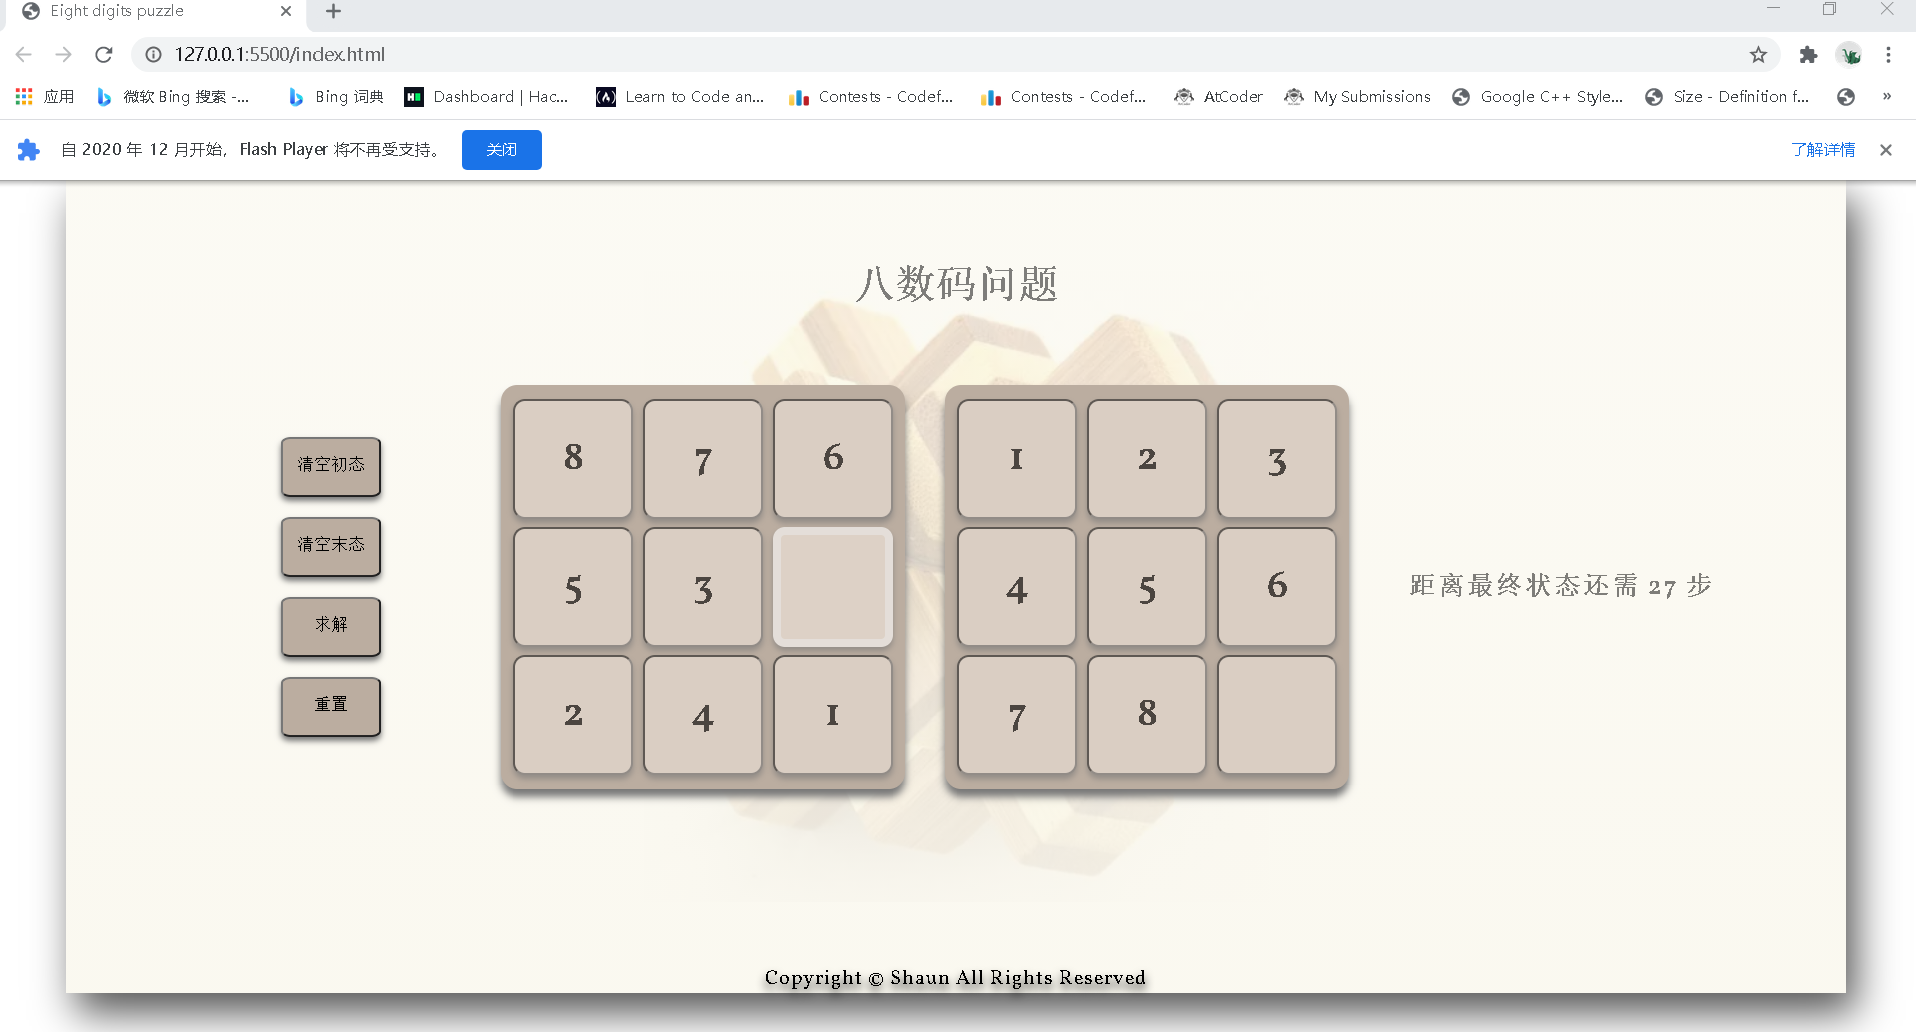 Eight digits puzzle
127.0.0.1:5500/index.html
应用 微软 Bing 搜索 -... Bing 词典 Dashboard | Hac... Learn to Code an... Contests - Codef... Contests - Codef... AtCoder My Submissions Google C++ Style... Size - Definition f... »
自 2020 年 12 月开始，Flash Player 将不再受支持。 关闭 了解详情
八数码问题
清空初态
清空末态
求解
重置
8 7 6
5 3
2 4 1
1 2 3
4 5 6
7 8
距离最终状态还需 27 步
Copyright © Shaun All Rights Reserved